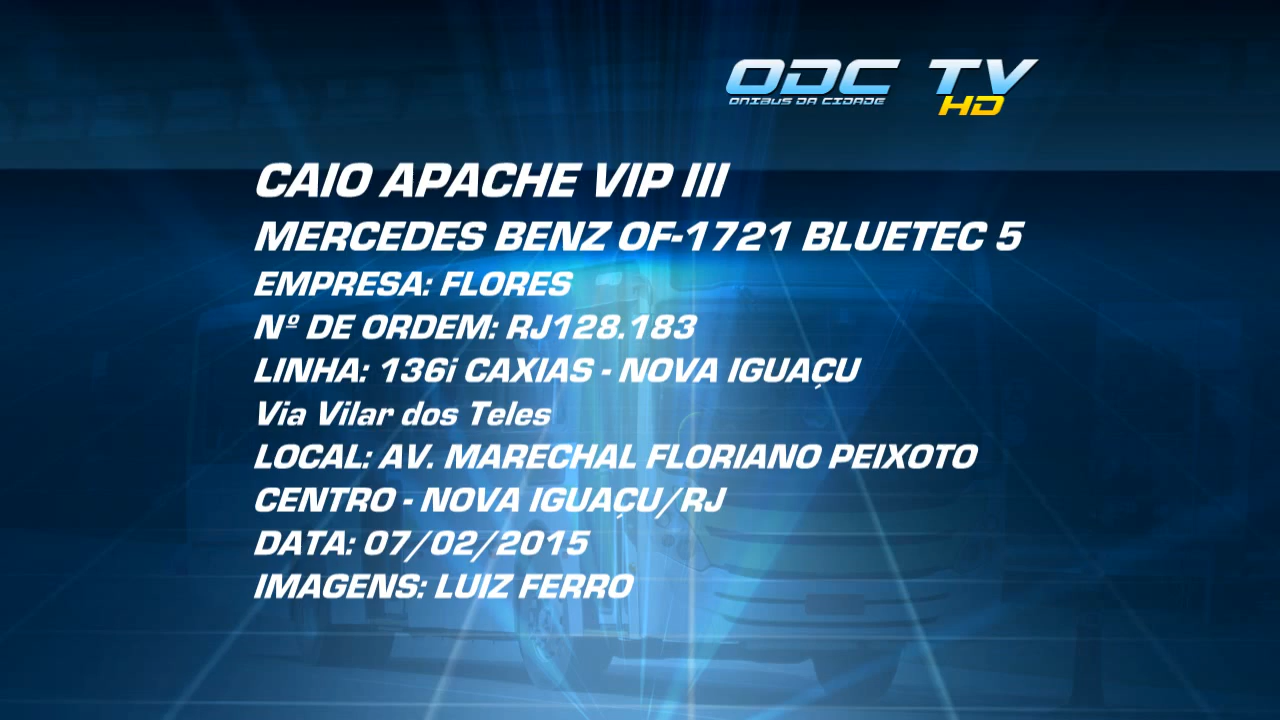 ODC TV
ONIBUS DA CIDADE
HD
CAIO APACHE VIP III
MERCEDES BENZ OF-1721 BLUETEC 5
EMPRESA: FLORES
Nº DE ORDEM: RJ128.183
LINHA: 136i CAXIAS - NOVA IGUAÇU
Via Vilar dos Teles
LOCAL: AV. MARECHAL FLORIANO PEIXOTO
CENTRO - NOVA IGUAÇU/RJ
DATA: 07/02/2015
IMAGENS: LUIZ FERRO